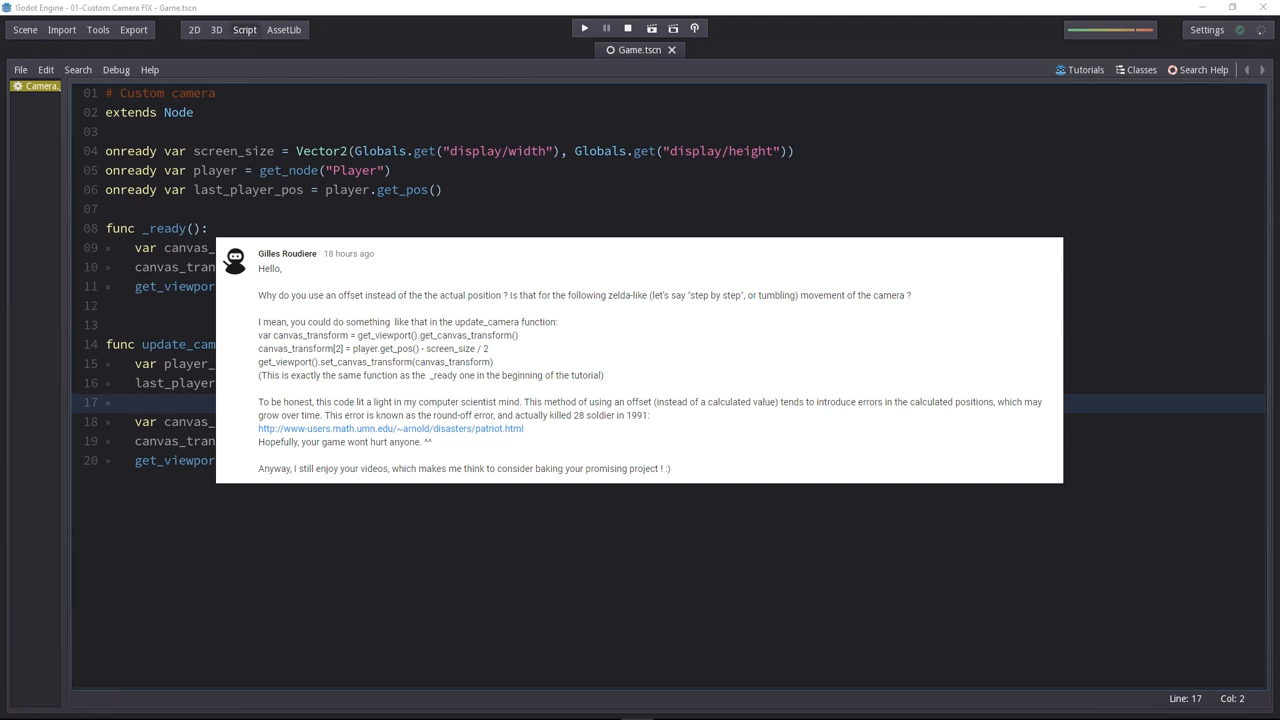 Godot Engine - 01-Custom Camera FIX - Game.tscn
Scene Import Tools Export 2D 3D Script AssetLib Settings
Game.tscn
File Edit Search Debug Help Tutorials Classes Search Help
Camera.
01 # Custom camera
02 extends Node
03
04 onready var screen_size = Vector2(Globals.get("display/width"), Globals.get("display/height"))
05 onready var player = get_node("Player")
06 onready var last_player_pos = player.get_pos()
07
08 func _ready():
09 » var canvas_
10 » canvas_tran
11 » get_viewpor
12
13
14 func update_cam
15 » var player_
16 » last_player
17 »
18 » var canvas_
19 » canvas_tran
20 » get_viewpor
Gilles Roudiere 18 hours ago
Hello,
Why do you use an offset instead of the the actual position ? Is that for the following zelda-like (let's say "step by step", or tumbling) movement of the camera ?
I mean, you could do something like that in the update_camera function:
var canvas_transform = get_viewport().get_canvas_transform()
canvas_transform[2] = player.get_pos() - screen_size / 2
get_viewport().set_canvas_transform(canvas_transform)
(This is exactly the same function as the _ready one in the beginning of the tutorial)
To be honest, this code lit a light in my computer scientist mind. This method of using an offset (instead of a calculated value) tends to introduce errors in the calculated positions, which may
grow over time. This error is known as the round-off error, and actually killed 28 soldier in 1991:
http://www-users.math.umn.edu/~arnold/disasters/patriot.html
Hopefully, your game wont hurt anyone. ^^
Anyway, I still enjoy your videos, which makes me think to consider baking your promising project ! :)
Line: 17 Col: 2